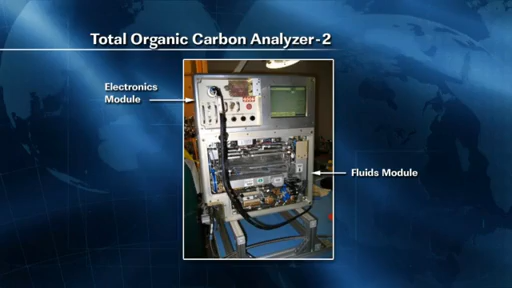 Total Organic Carbon Analyzer-2
Electronics
Module
Fluids Module